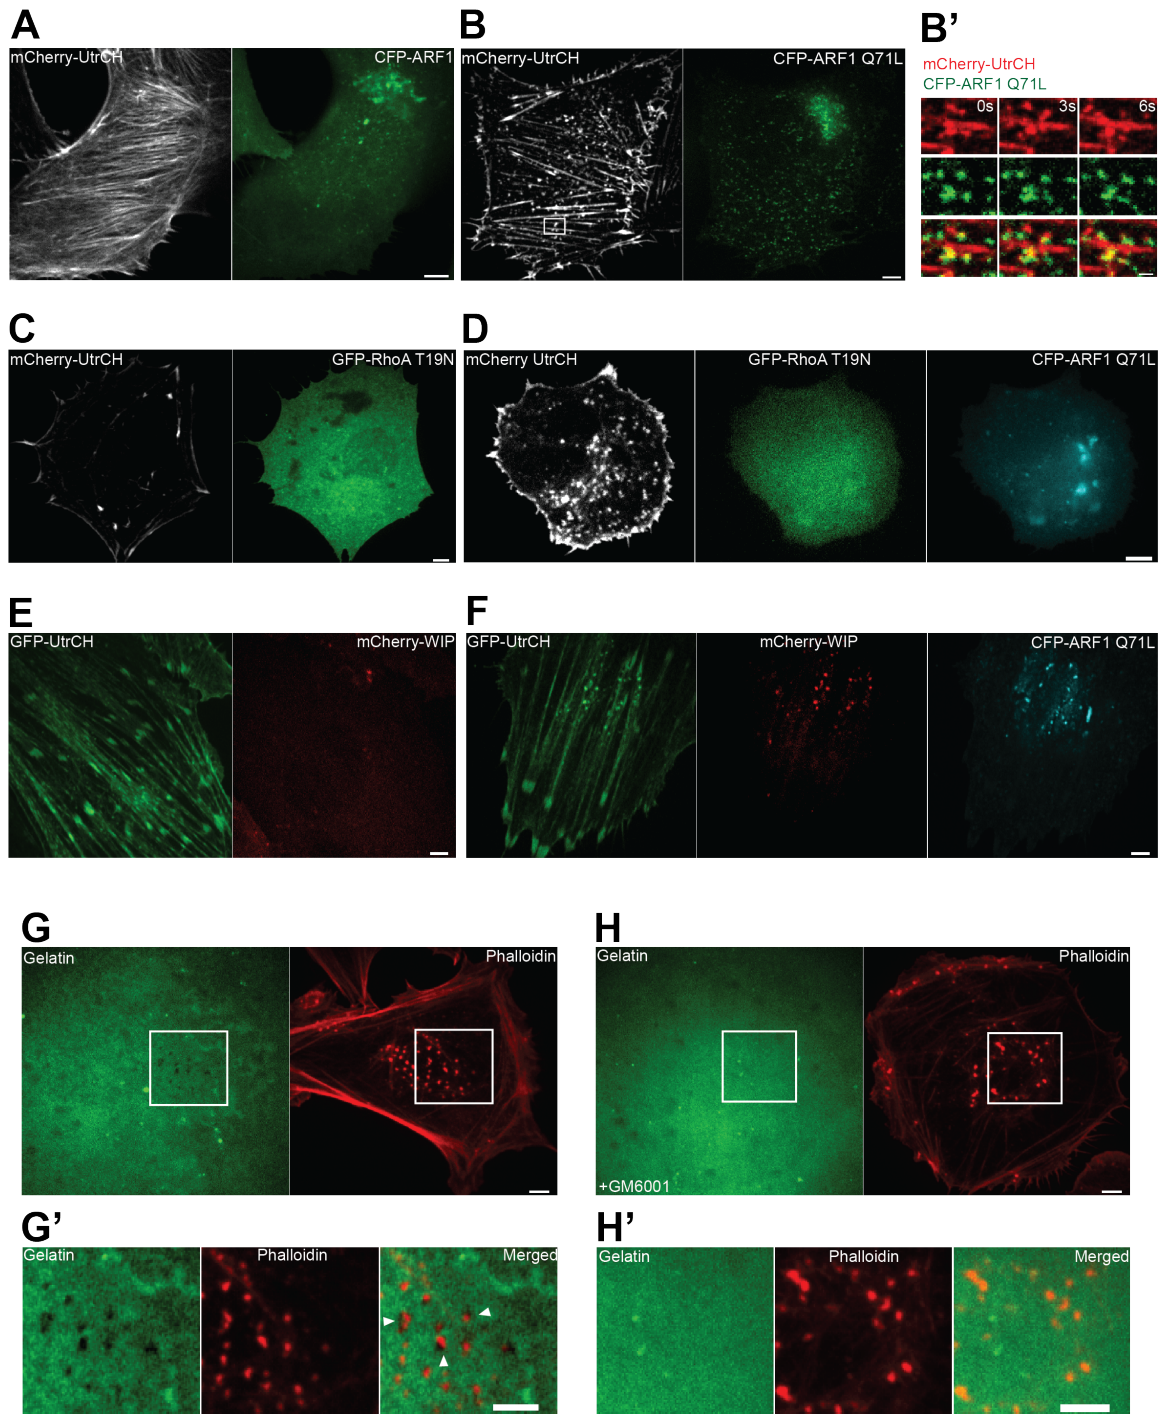 A
B
B’
mCherry-UtrCH
CFP-ARF1
mCherry-UtrCH
CFP-ARF1 Q71L
mCherry-UtrCH
CFP-ARF1 Q71L
0s
3s
6s
C
D
mCherry-UtrCH
GFP-RhoA T19N
mCherry UtrCH
GFP-RhoA T19N
CFP-ARF1 Q71L
E
F
GFP-UtrCH
mCherry-WIP
GFP-UtrCH
mCherry-WIP
CFP-ARF1 Q71L
G
H
Gelatin
Phalloidin
Gelatin
Phalloidin
+GM6001
G’
H’
Gelatin
Phalloidin
Merged
Gelatin
Phalloidin
Merged